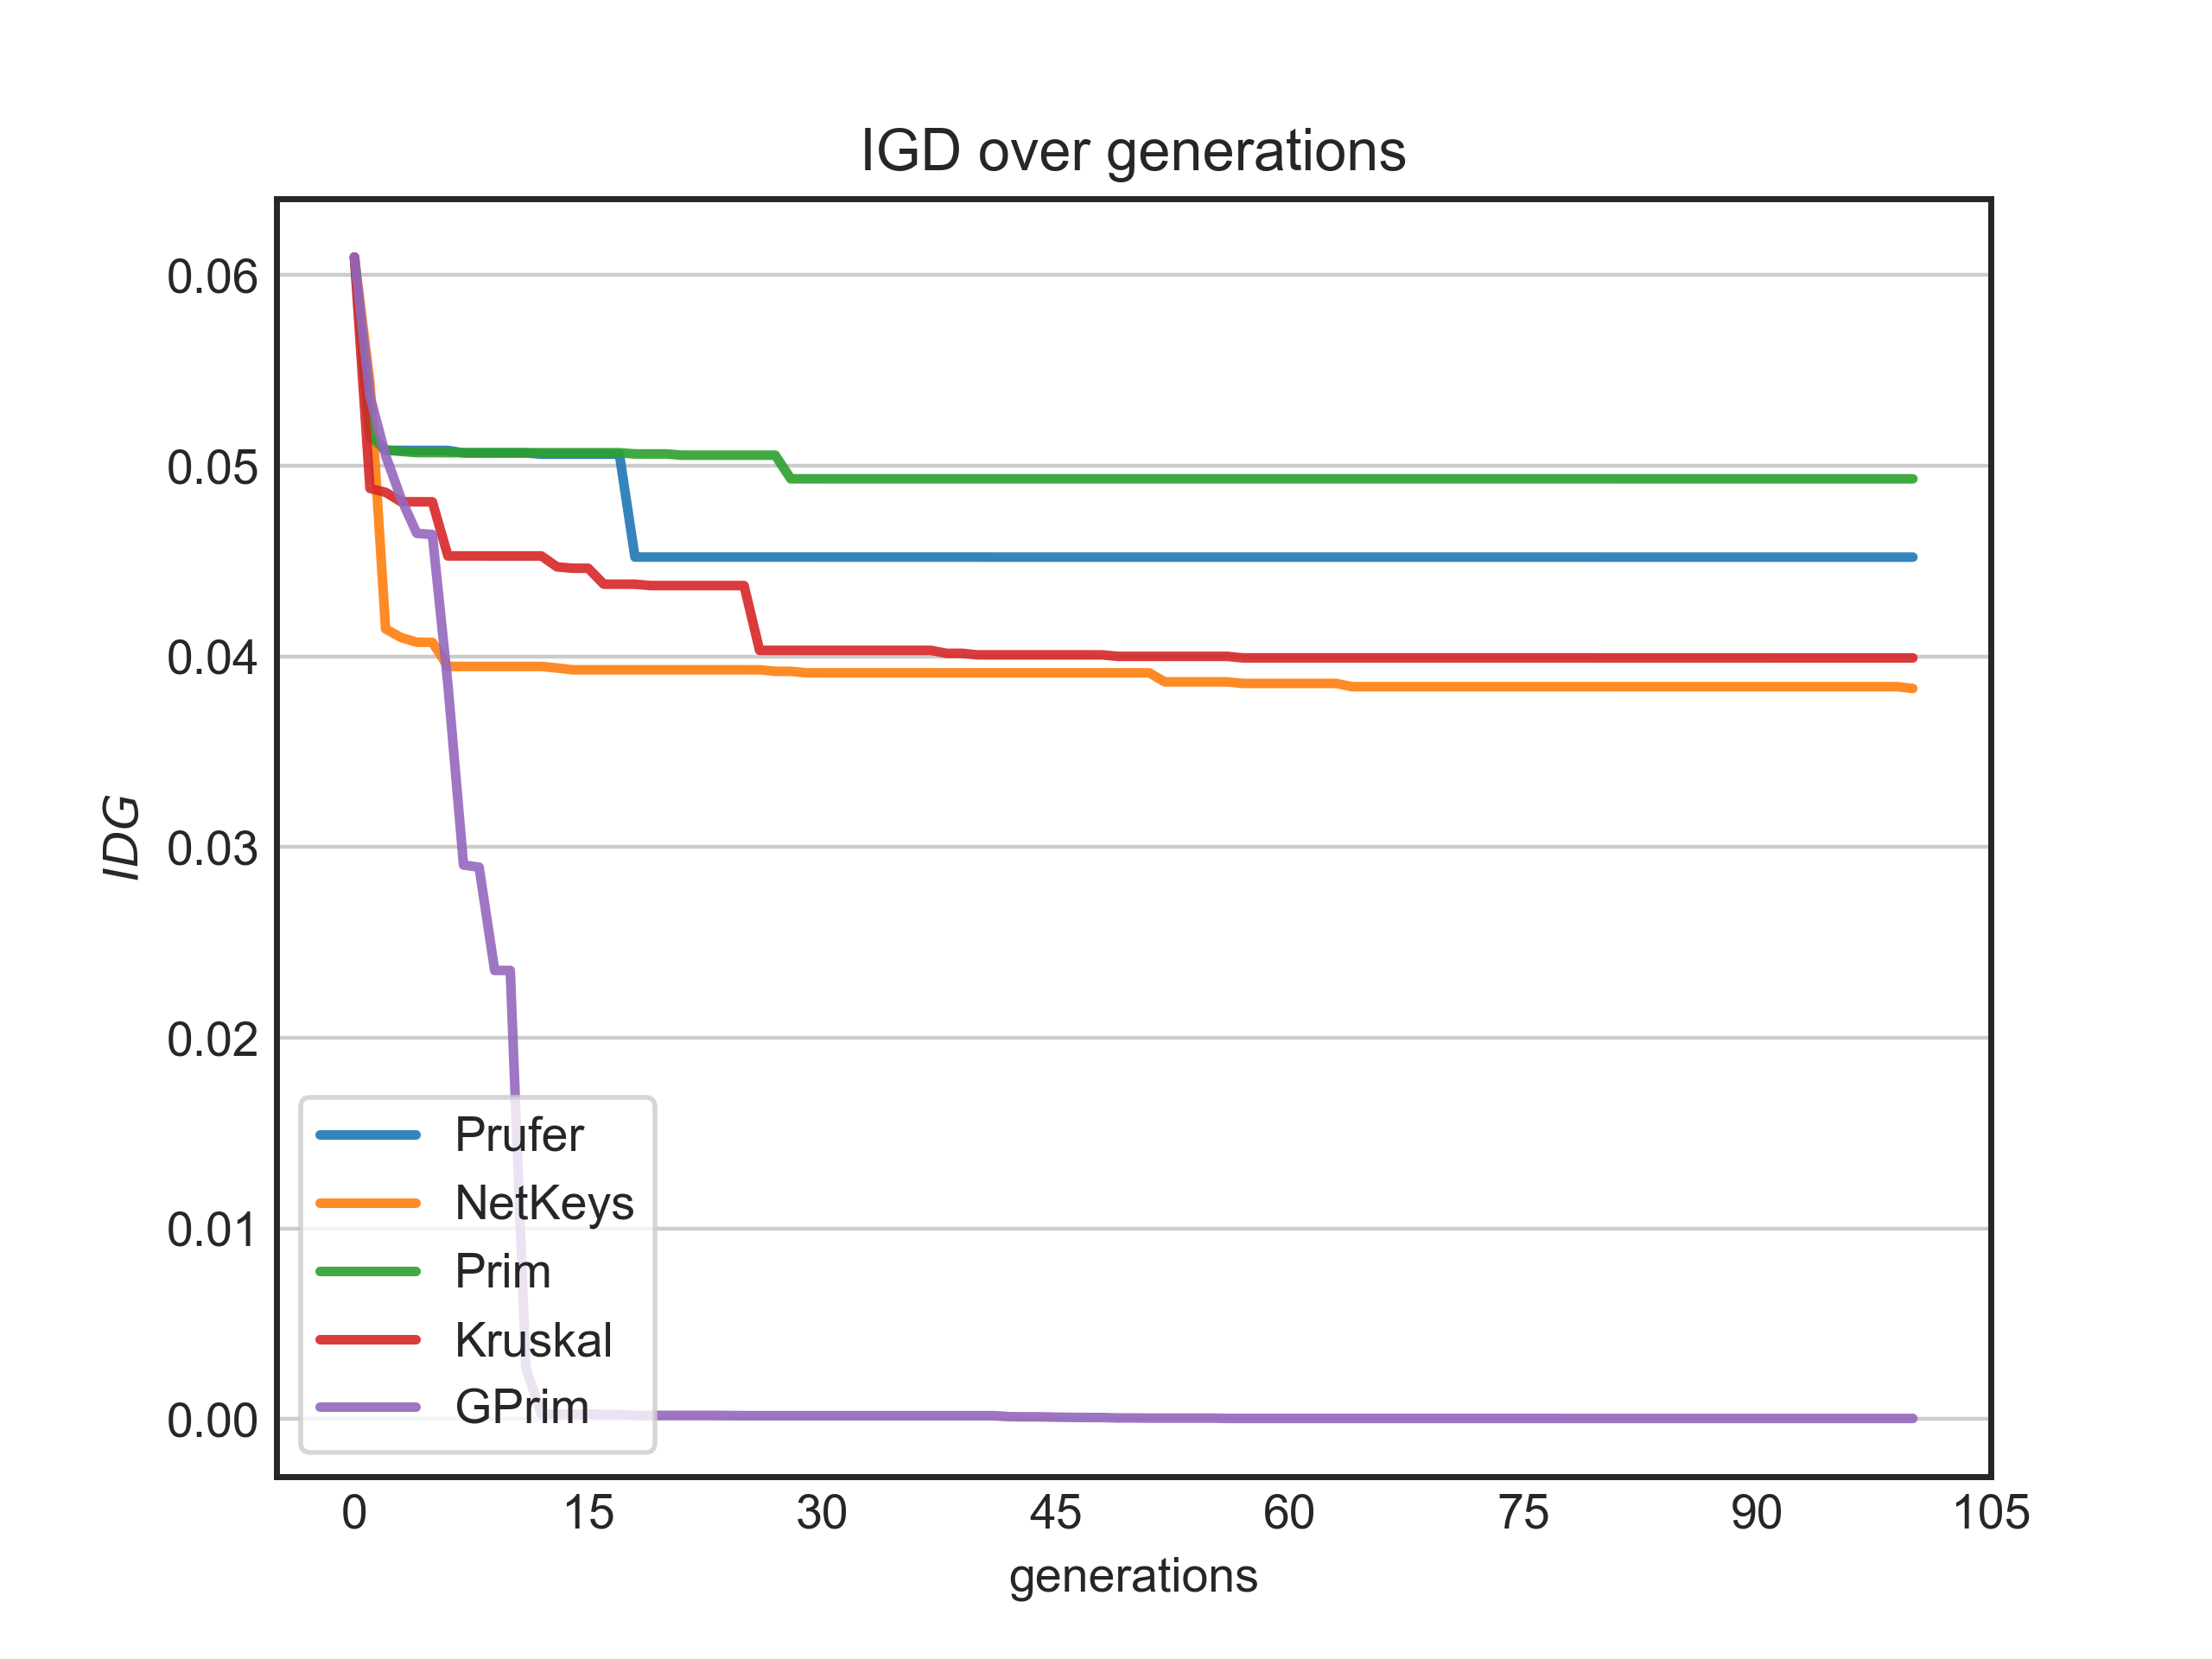 IGD over generations
0.06
0.05
0.04
0.03
0.02
0.01
0.00
IDG
Prufer
NetKeys
Prim
Kruskal
GPrim
0 15 30 45 60 75 90 105
generations